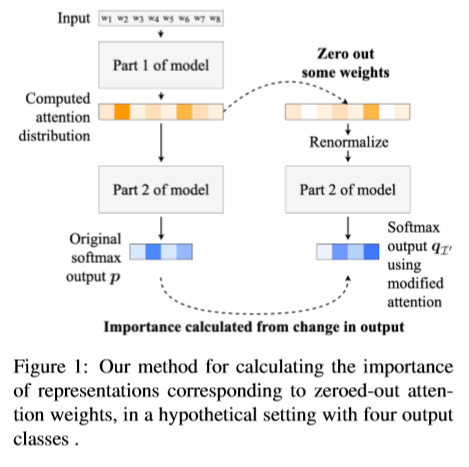 Input w1 w2 w3 w4 w5 w6 w7 w8
Part 1 of model
Zero out
some weights
Computed
attention
distribution
Renormalize
Part 2 of model
Part 2 of model
Original
softmax
output p
Softmax
output qI′
using
modified
attention
Importance calculated from change in output
Figure 1: Our method for calculating the importance
of representations corresponding to zeroed-out atten-
tion weights, in a hypothetical setting with four output
classes .